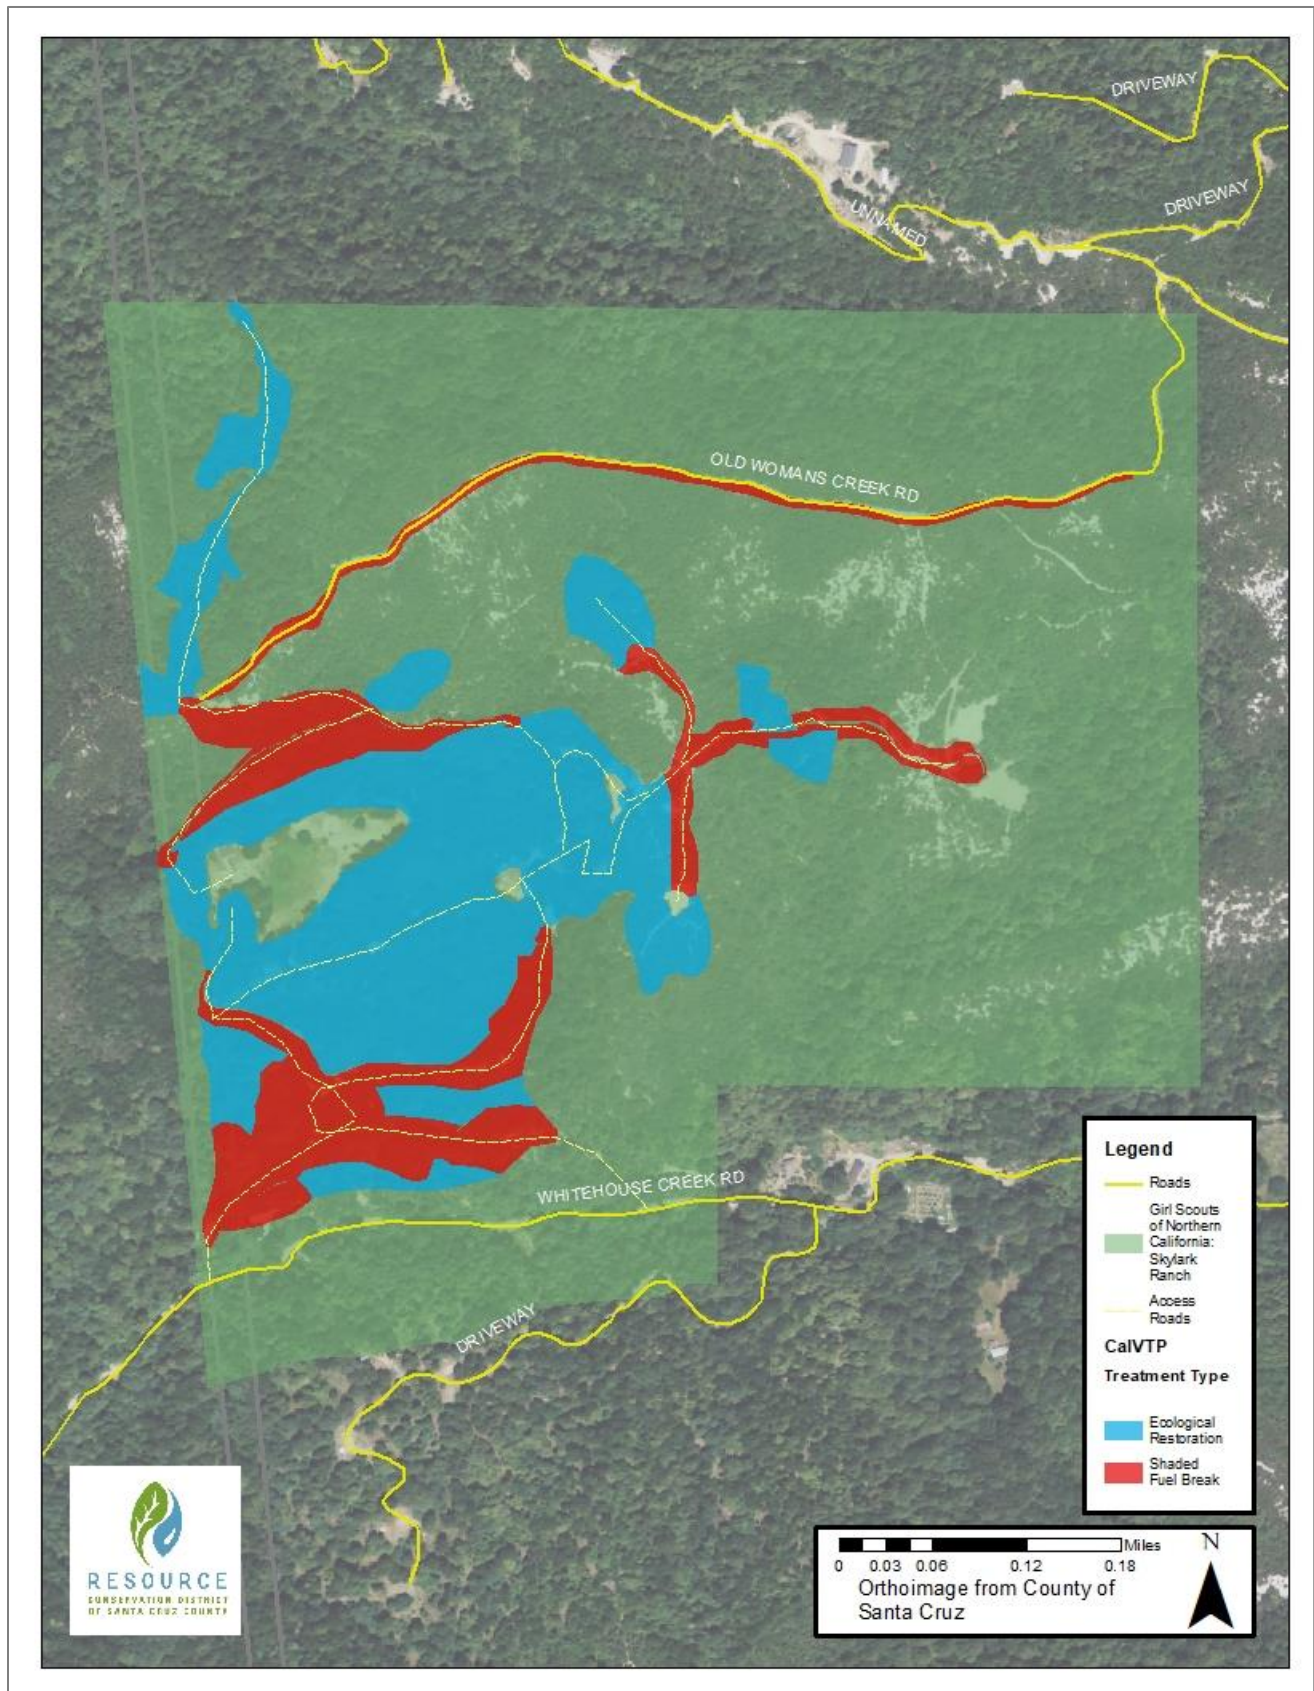 DRIVEWAY
DRIVEWAY
UNNAMED
OLD WOMANS CREEK RD
WHITEHOUSE CREEK RD
DRIVEWAY
Legend
Roads
Girl Scouts
of Northern
California:
Skylark
Ranch
Access
Roads
CalVTP
Treatment Type
Ecological
Restoration
Shaded
Fuel Break
RESOURCE
CONSERVATION DISTRICT
OF SANTA CRUZ COUNTY
Miles
0 0.03 0.06 0.12 0.18
N
Orthoimage from County of
Santa Cruz